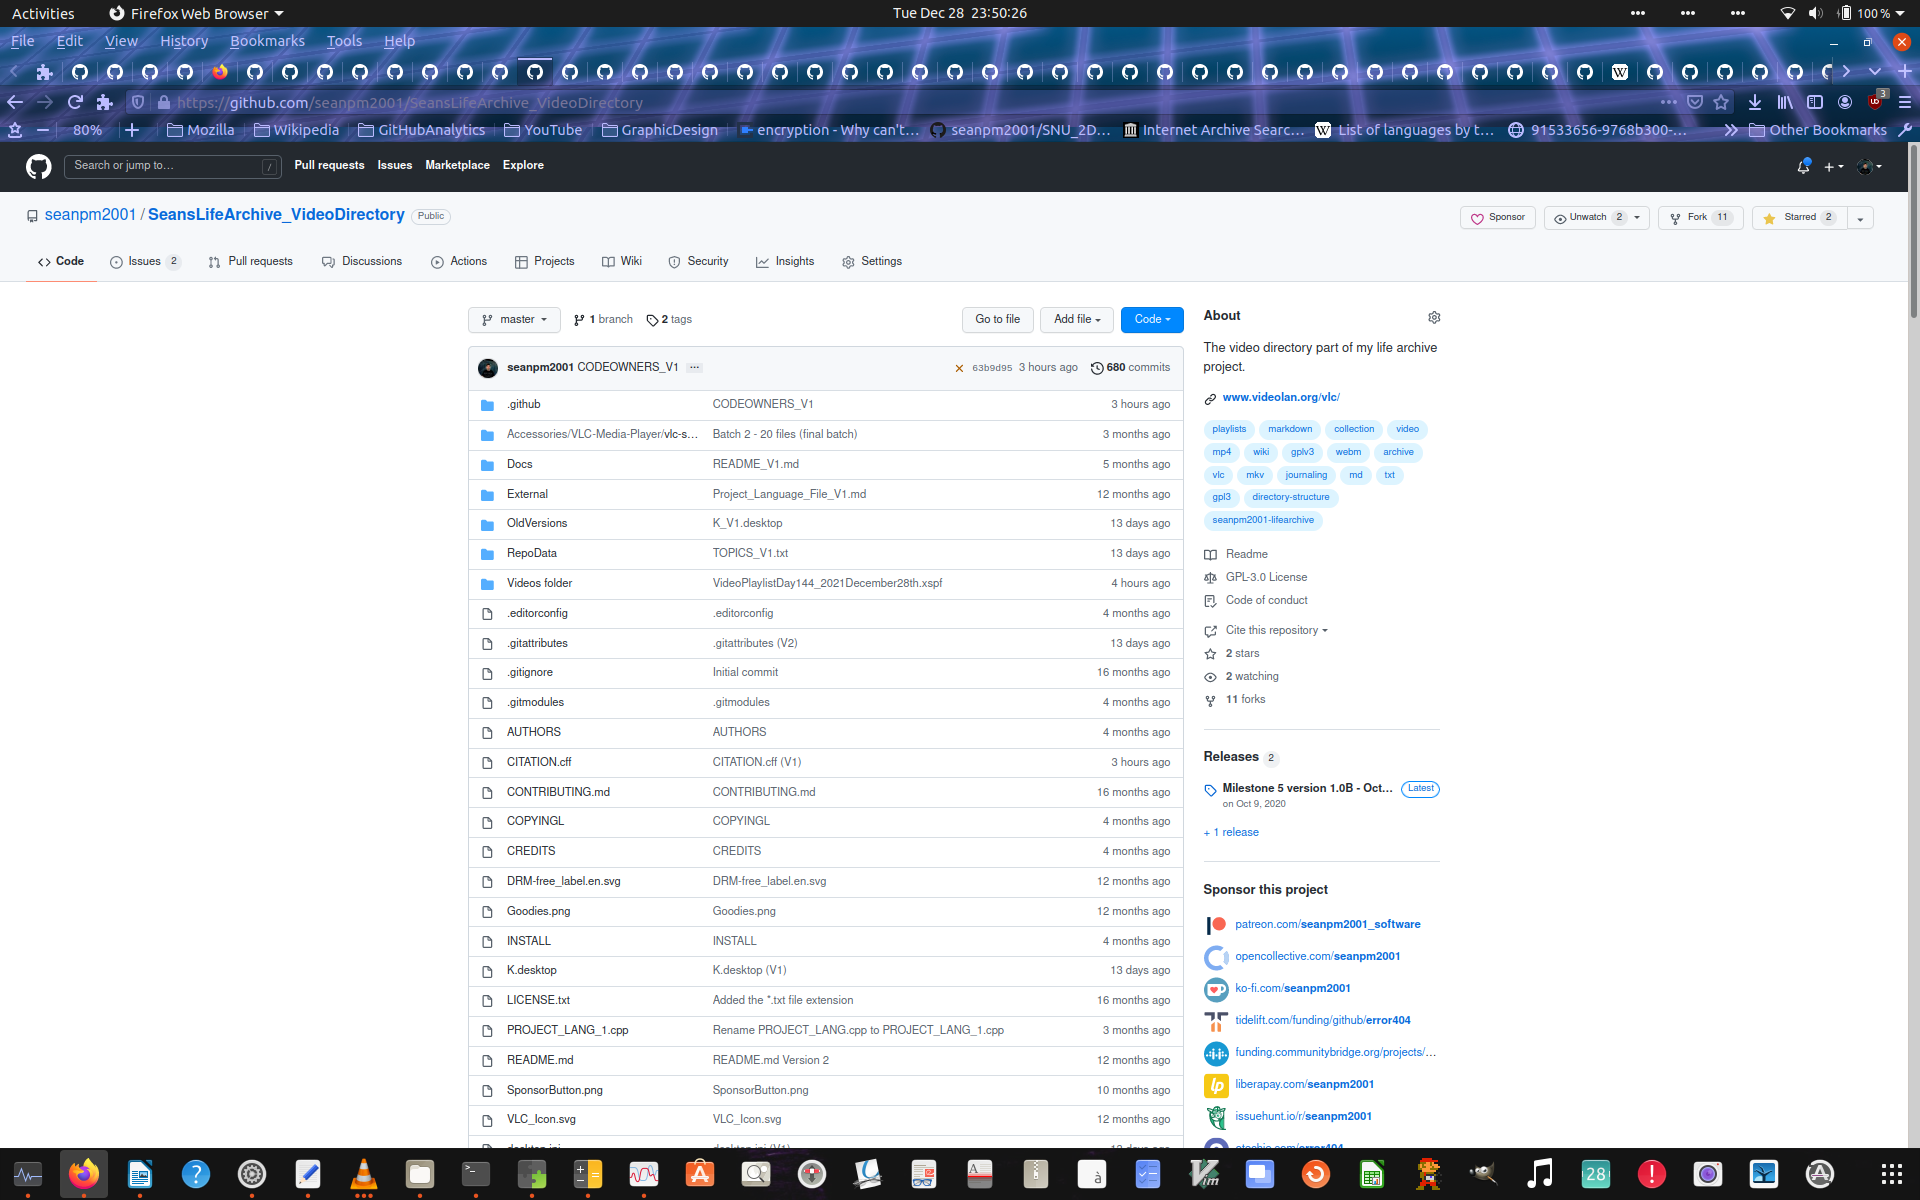 Activities Firefox Web Browser Tue Dec 28 23:50:26 100 %
File Edit View History Bookmarks Tools Help
https://github.com/seanpm2001/SeansLifeArchive_VideoDirectory 3
80% Mozilla Wikipedia GitHubAnalytics YouTube GraphicDesign encryption - Why can't... seanpm2001/SNU_2D... Internet Archive Searc... List of languages by t... 91533656-9768b300-... Other Bookmarks
Search or jump to... / Pull requests Issues Marketplace Explore
seanpm2001 / SeansLifeArchive_VideoDirectory Public Sponsor Unwatch 2 Fork 11 Starred 2
Code Issues 2 Pull requests Discussions Actions Projects Wiki Security Insights Settings
master 1 branch 2 tags Go to file Add file Code
seanpm2001 CODEOWNERS_V1 ... 63b9d95 3 hours ago 680 commits
.github CODEOWNERS_V1 3 hours ago
Accessories/VLC-Media-Player/vlc-s... Batch 2 - 20 files (final batch) 3 months ago
Docs README_V1.md 5 months ago
External Project_Language_File_V1.md 12 months ago
OldVersions K_V1.desktop 13 days ago
RepoData TOPICS_V1.txt 13 days ago
Videos folder VideoPlaylistDay144_2021December28th.xspf 4 hours ago
.editorconfig .editorconfig 4 months ago
.gitattributes .gitattributes (V2) 13 days ago
.gitignore Initial commit 16 months ago
.gitmodules .gitmodules 4 months ago
AUTHORS AUTHORS 4 months ago
CITATION.cff CITATION.cff (V1) 3 hours ago
CONTRIBUTING.md CONTRIBUTING.md 16 months ago
COPYINGL COPYINGL 4 months ago
CREDITS CREDITS 4 months ago
DRM-free_label.en.svg DRM-free_label.en.svg 12 months ago
Goodies.png Goodies.png 12 months ago
INSTALL INSTALL 4 months ago
K.desktop K.desktop (V1) 13 days ago
LICENSE.txt Added the *.txt file extension 16 months ago
PROJECT_LANG_1.cpp Rename PROJECT_LANG.cpp to PROJECT_LANG_1.cpp 3 months ago
README.md README.md Version 2 12 months ago
SponsorButton.png SponsorButton.png 10 months ago
VLC_Icon.svg VLC_Icon.svg 12 months ago
About
The video directory part of my life archive
project.
www.videolan.org/vlc/
playlists markdown collection video
mp4 wiki gplv3 webm archive
vlc mkv journaling md txt
gpl3 directory-structure
seanpm2001-lifearchive
Readme
GPL-3.0 License
Code of conduct
Cite this repository
2 stars
2 watching
11 forks
Releases 2
Milestone 5 version 1.0B - Oct... Latest
on Oct 9, 2020
+ 1 release
Sponsor this project
patreon.com/seanpm2001_software
opencollective.com/seanpm2001
ko-fi.com/seanpm2001
tidelift.com/funding/github/error404
funding.communitybridge.org/projects/...
liberapay.com/seanpm2001
issuehunt.io/r/seanpm2001
28